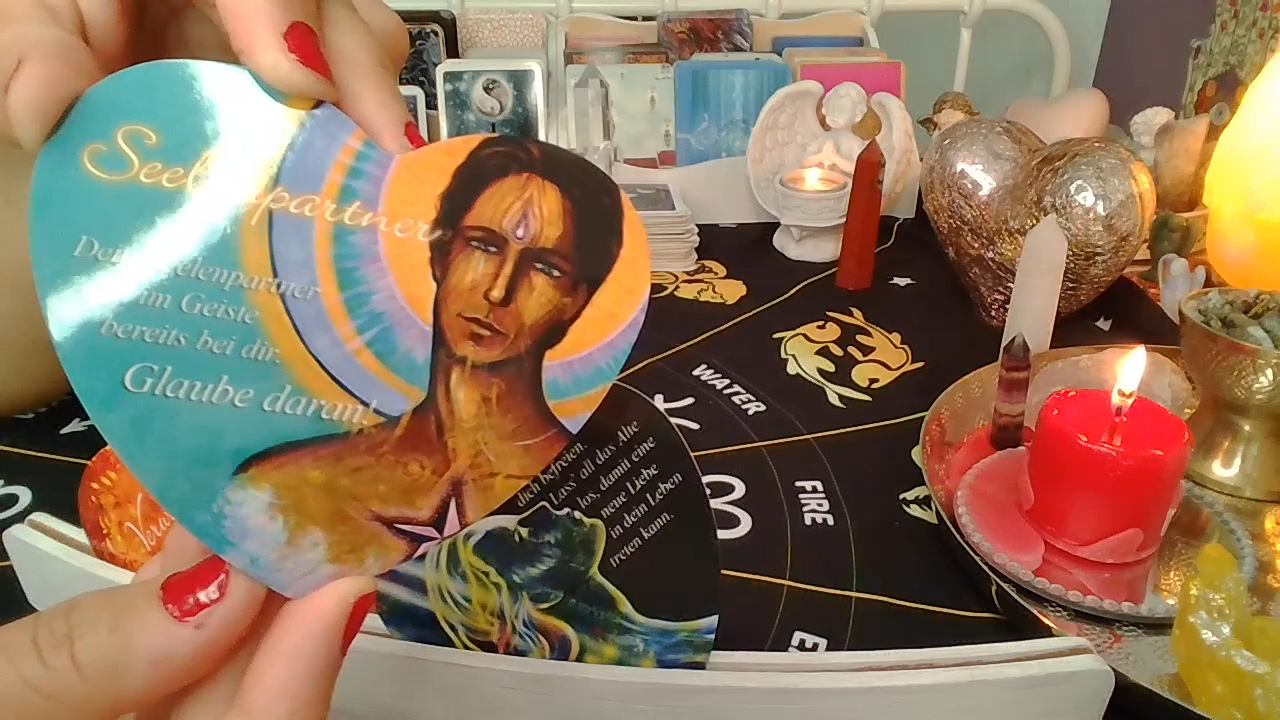 Seelenpartner
Dein Seelenpartner
im Geiste
bereits bei dir.
Glaube daran!
dich befreien.
Lass' all das Alte
los, damit eine
neue Liebe
in dein Leben
treten kann.
WATER
FIRE